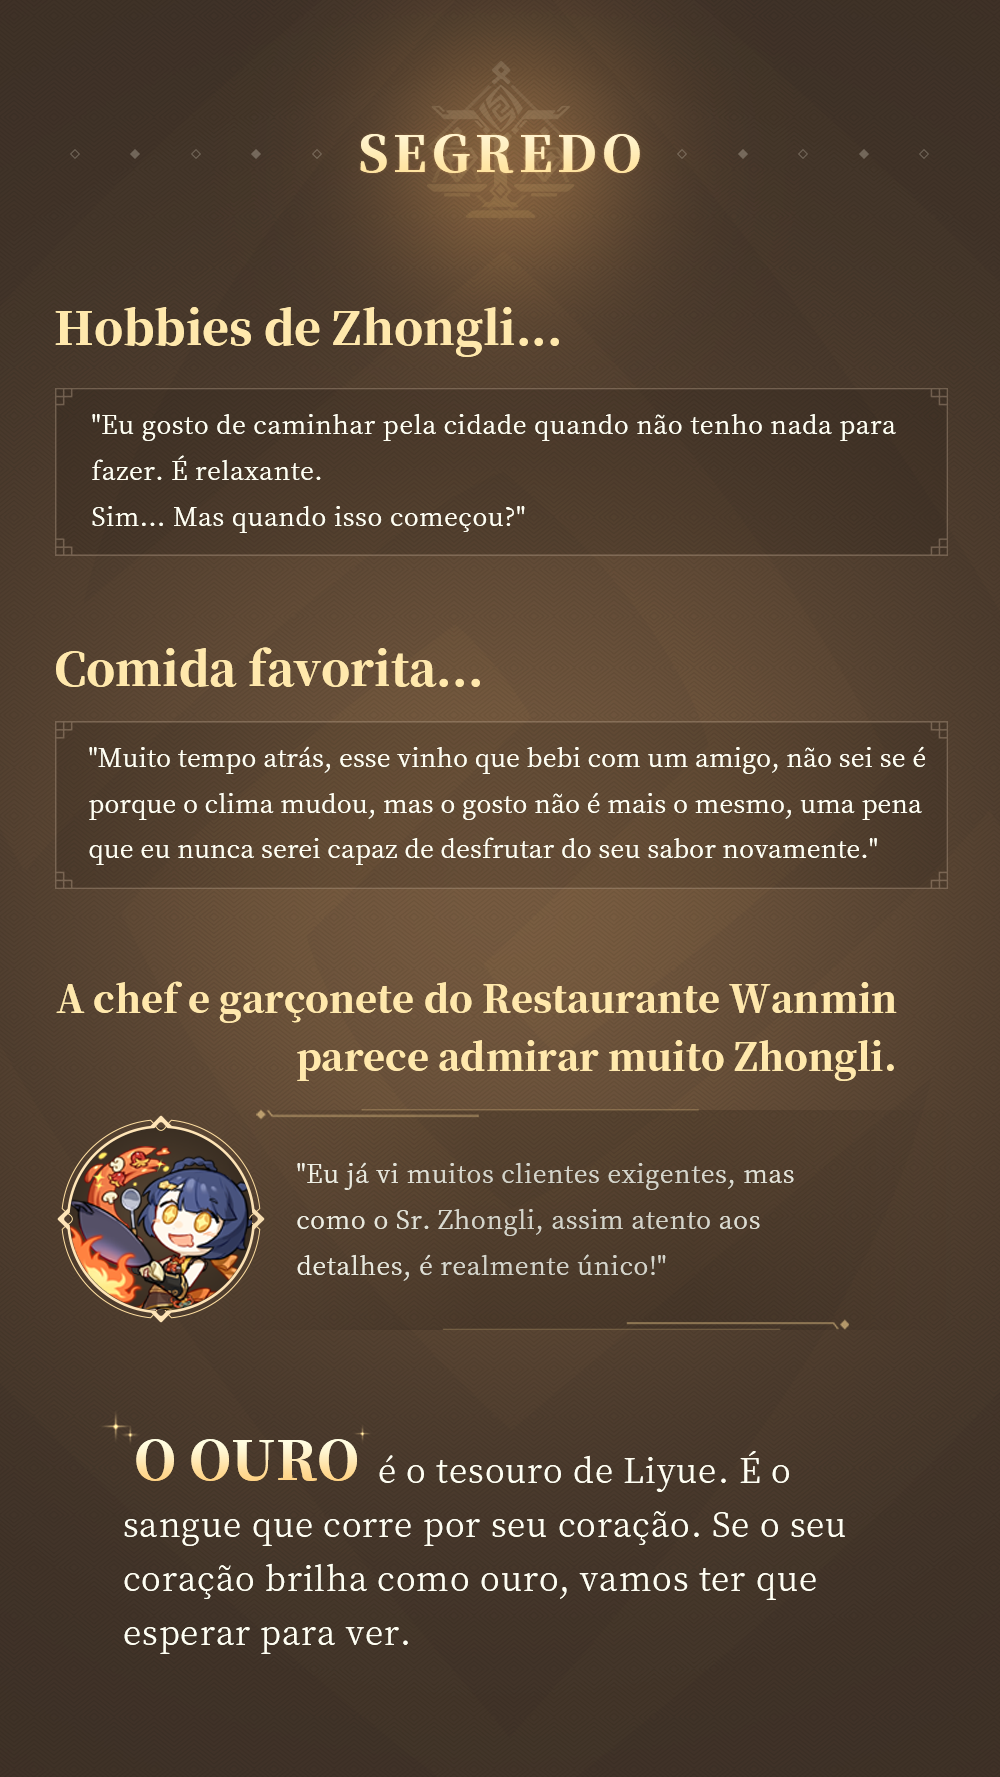 SEGREDO
Hobbies de Zhongli...
"Eu gosto de caminhar pela cidade quando não tenho nada para
fazer. É relaxante.
Sim... Mas quando isso começou?"
Comida favorita...
"Muito tempo atrás, esse vinho que bebi com um amigo, não sei se é
porque o clima mudou, mas o gosto não é mais o mesmo, uma pena
que eu nunca serei capaz de desfrutar do seu sabor novamente."
A chef e garçonete do Restaurante Wanmin
parece admirar muito Zhongli.
"Eu já vi muitos clientes exigentes, mas
como o Sr. Zhongli, assim atento aos
detalhes, é realmente único!"
O OURO é o tesouro de Liyue. É o
sangue que corre por seu coração. Se o seu
coração brilha como ouro, vamos ter que
esperar para ver.